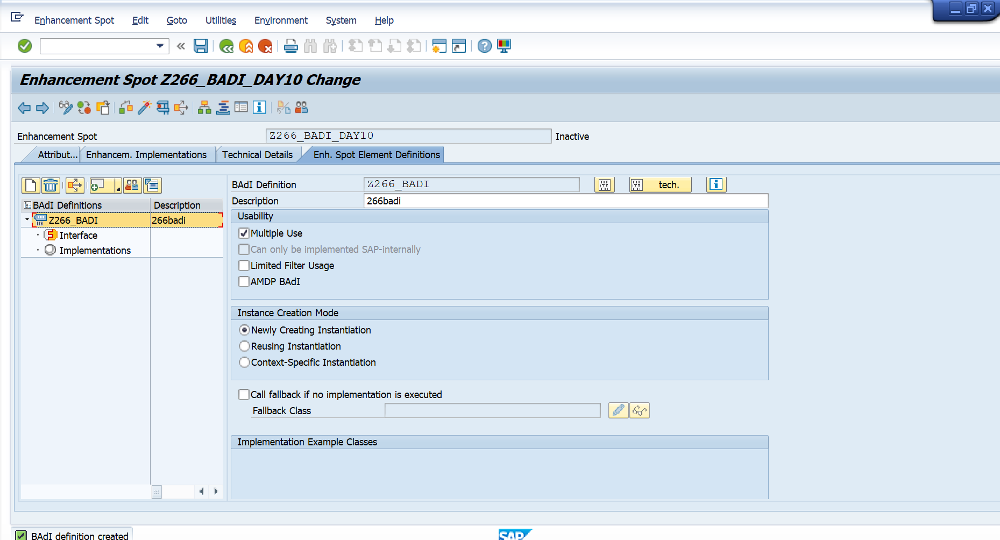 Enhancement Spot Edit Goto Utilities Environment System Help
Enhancement Spot Z266_BADI_DAY10 Change
Enhancement Spot Z266_BADI_DAY10 Inactive
Attribut... Enhancem. Implementations Technical Details Enh. Spot Element Definitions
BAdI Definition Z266_BADI tech.
Description 266badi
BAdI Definitions Description
Z266_BADI 266badi
Interface
Implementations
Usability
Multiple Use
Can only be implemented SAP-internally
Limited Filter Usage
AMDP BAdI
Instance Creation Mode
Newly Creating Instantiation
Reusing Instantiation
Context-Specific Instantiation
Call fallback if no implementation is executed
Fallback Class
Implementation Example Classes
BAdI definition created
SAP